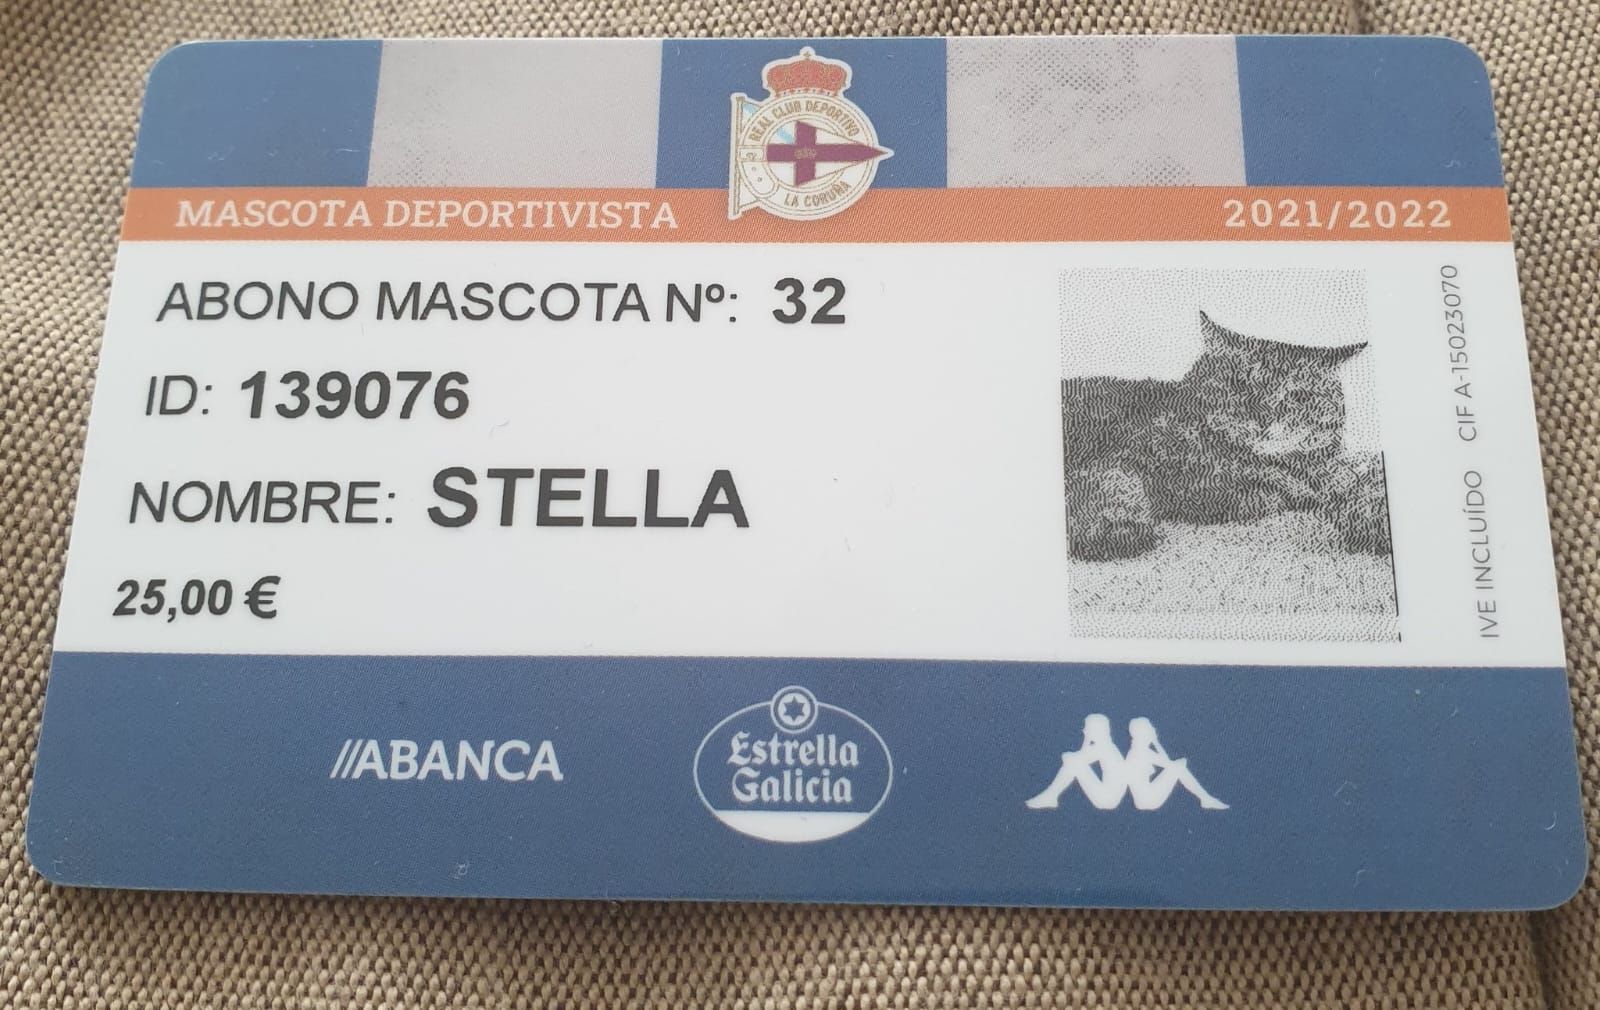 REAL CLUB DEPORTIVO
LA CORUÑA
MASCOTA DEPORTIVISTA
2021/2022
ABONO MASCOTA Nº: 32
ID: 139076
NOMBRE: STELLA
25,00 €
IVE INCLUÍDO CIF A-15023070
//ABANCA
Estrella
Galicia